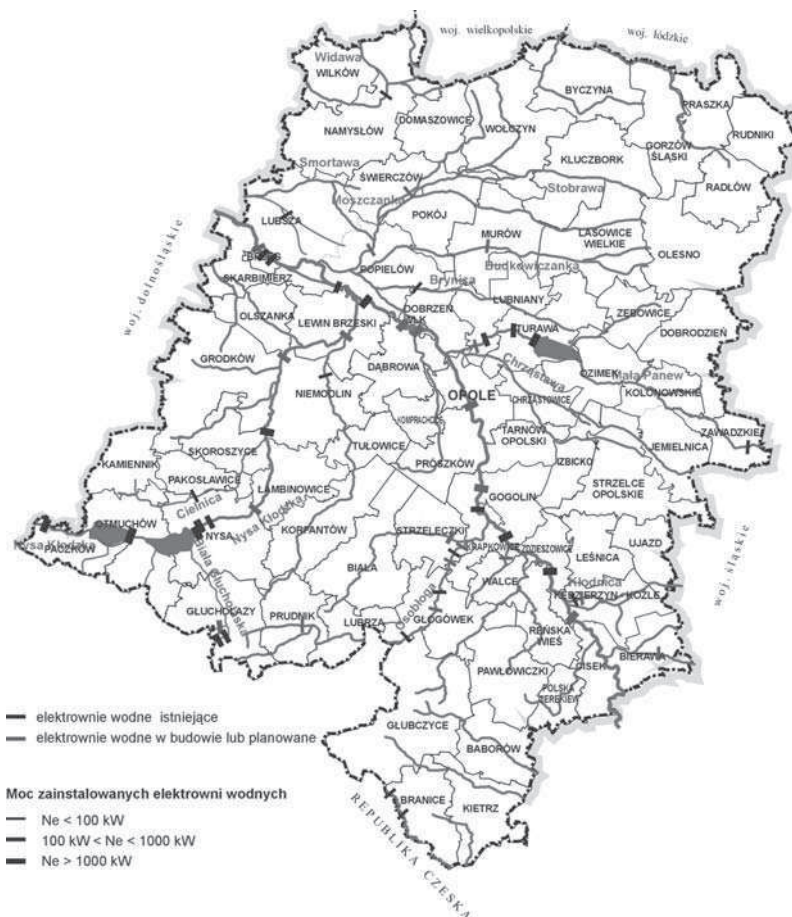 woj. wielkopolskie
woj. łódzkie
Widawa
WILKÓW
BYCZYNA
PRASZKA
DOMASZOWICE
NAMYSŁÓW
WOŁCZYN
RUDNIKI
GORZÓW
ŚLĄSKI
KLUCZBORK
Smortawa
ŚWIERCZÓW
RADŁÓW
Stobrawa
Moszczanka
POKÓJ
LUBSZA
woj. dolnośląskie
MURÓW
LASOWICE
WIELKIE
OLESNO
BRZEG
SKARBIMIERZ
POPIELÓW
Budkowiczanka
Brynica
ŁUBNIANY
OLSZANKA
LEWIN BRZESKI
DOBRZEŃ
WLK
ZĘBOWICE
DOBRODZIEŃ
TURAWA
GRODKÓW
DĄBROWA
Chrząstawa
OZIMEK
Mała Panew
NIEMODLIN
OPOLE
CHRZĄSTOWICE
KOLONOWSKIE
KOMPRACHCICE
TARNÓW
OPOLSKI
ZAWADZKIE
JEMIELNICA
SKOROSZYCE
TUŁOWICE
PRÓSZKÓW
IZBICKO
KAMIENNIK
PAKOSŁAWICE
STRZELCE
OPOLSKIE
Cielnica
ŁAMBINOWICE
GOGOLIN
OTMUCHÓW
Nysa Kłodzka
PACZKÓW
NYSA
Nysa Kłodzka
KORFANTÓW
STRZELECZKI
KRAPKOWICE
ZDZIESZOWICE
LEŚNICA
UJAZD
woj. śląskie
Biała Głuchołaska
BIAŁA
WALCE
Kłodnica
KĘDZIERZYN - KOŹLE
Osobłoga
GŁUCHOŁAZY
PRUDNIK
LUBRZA
GŁOGÓWEK
REŃSKA
WIEŚ
BIERAWA
CISEK
PAWŁOWICZKI
POLSKA
CEREKIEW
GŁUBCZYCE
BABORÓW
BRANICE
KIETRZ
REPUBLIKA CZESKA
elektrownie wodne istniejące
elektrownie wodne w budowie lub planowane
Moc zainstalowanych elektrowni wodnych
Ne < 100 kW
100 kW < Ne < 1000 kW
Ne > 1000 kW